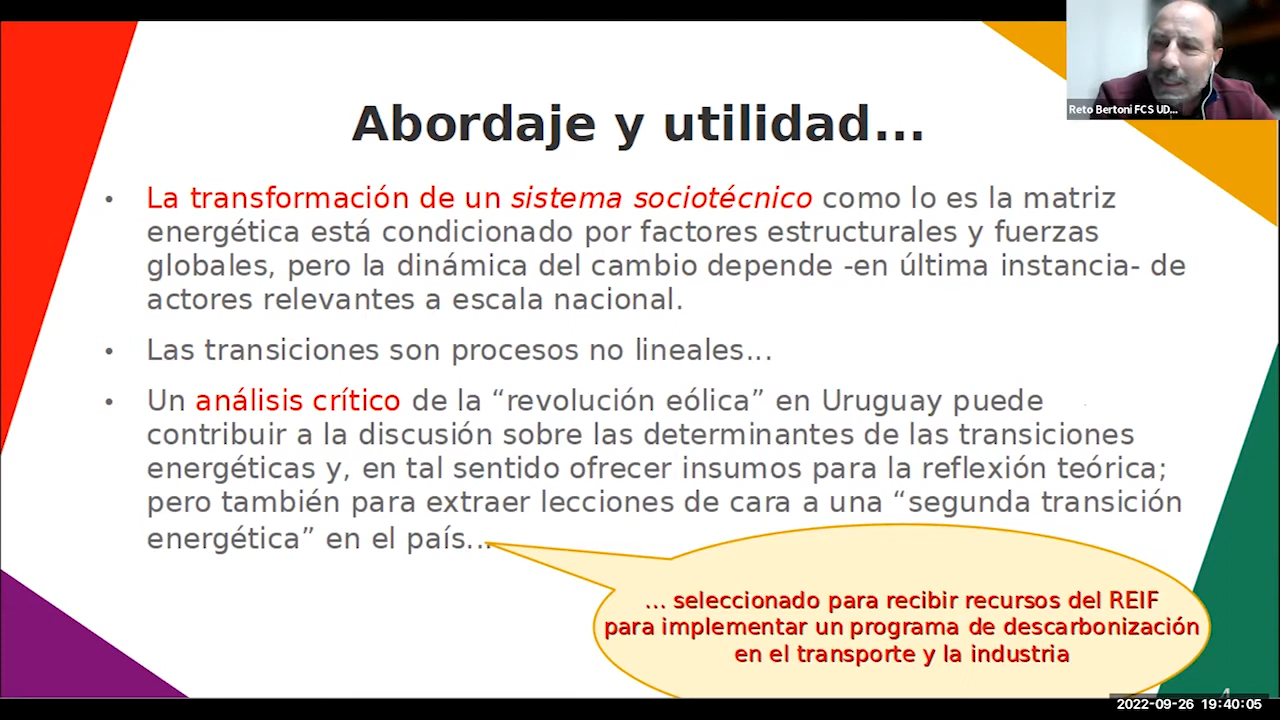 Reto Bertoni FCS UD...
Abordaje y utilidad...
• La transformación de un sistema sociotécnico como lo es la matriz
energética está condicionado por factores estructurales y fuerzas
globales, pero la dinámica del cambio depende -en última instancia- de
actores relevantes a escala nacional.
• Las transiciones son procesos no lineales...
• Un análisis crítico de la “revolución eólica” en Uruguay puede
contribuir a la discusión sobre las determinantes de las transiciones
energéticas y, en tal sentido ofrecer insumos para la reflexión teórica;
pero también para extraer lecciones de cara a una “segunda transición
energética” en el país...
... seleccionado para recibir recursos del REIF
para implementar un programa de descarbonización
en el transporte y la industria
4
2022-09-26 19:40:05